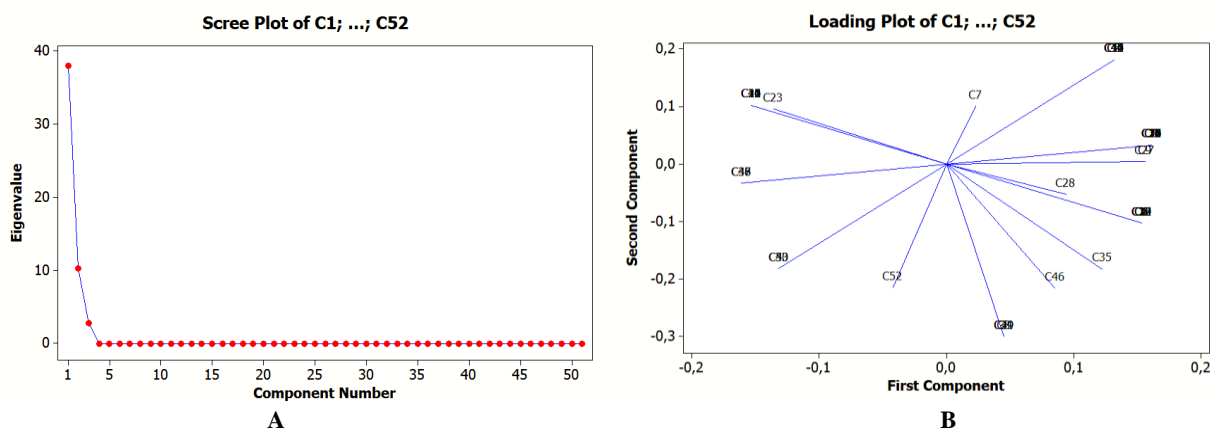 Scree Plot of C1; ...; C52
40
30
20
10
0
Eigenvalue
1 5 10 15 20 25 30 35 40 45 50
Component Number
A
Loading Plot of C1; ...; C52
0,2
0,1
0,0
-0,1
-0,2
-0,3
Second Component
C23
C7
C28
C52
C46
C35
-0,2 -0,1 0,0 0,1 0,2
First Component
B